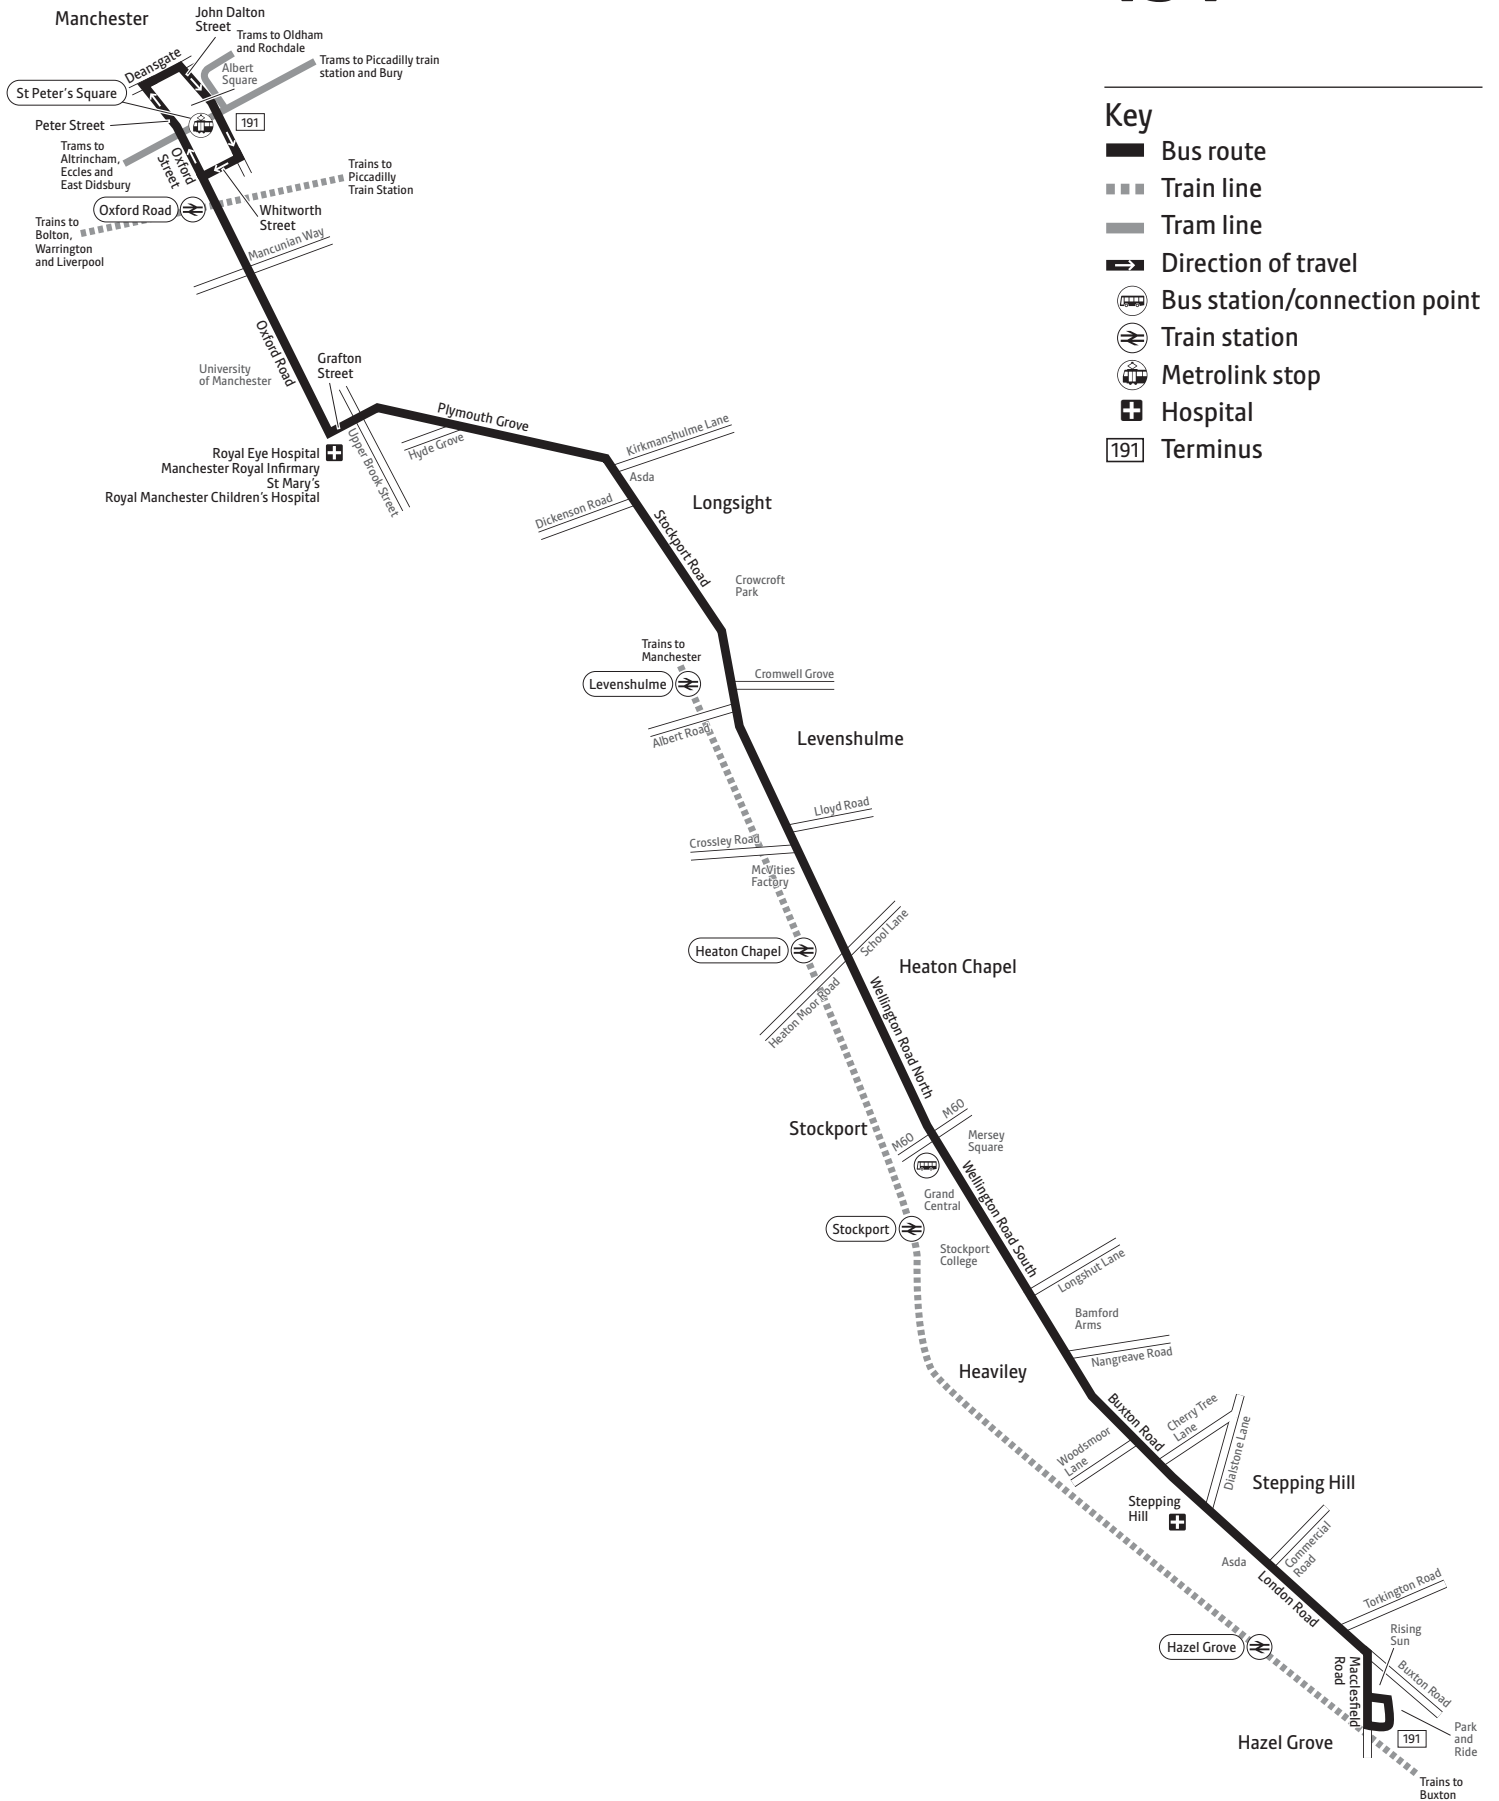 Manchester
John Dalton
Street
Trams to Oldham
and Rochdale
Deansgate
Albert
Square
Trams to Piccadilly train
station and Bury
St Peter's Square
Peter Street
191
Trams to
Altrincham,
Eccles and
East Didsbury
Oxford
Street
Trains to
Piccadilly
Train Station
Oxford Road
Whitworth
Street
Trains to
Bolton,
Warrington
and Liverpool
Mancunian Way
Oxford Road
University
of Manchester
Grafton
Street
Plymouth Grove
Hyde Grove
Upper Brook Street
Kirkmanshulme Lane
Royal Eye Hospital
Manchester Royal Infirmary
St Mary's
Royal Manchester Children's Hospital
Asda
Longsight
Dickenson Road
Stockport Road
Crowcroft
Park
Trains to
Manchester
Levenshulme
Cromwell Grove
Albert Road
Levenshulme
Lloyd Road
Crossley Road
McVities
Factory
School Lane
Heaton Chapel
Heaton Chapel
Heaton Moor Road
Wellington Road North
Stockport
M60
M60
Mersey
Square
Grand
Central
Wellington Road South
Stockport
Stockport
College
Longshut Lane
Bamford
Arms
Nangreave Road
Heaviley
Buxton Road
Cherry Tree
Lane
Woodsmoor
Lane
Dialstone Lane
Stepping Hill
Stepping
Hill
Commercial
Road
Asda
London Road
Torkington Road
Rising
Sun
Hazel Grove
Macclesfield
Road
Buxton Road
Park
and
Ride
191
Hazel Grove
Trains to
Buxton
Key
Bus route
Train line
Tram line
Direction of travel
Bus station/connection point
Train station
Metrolink stop
Hospital
191 Terminus